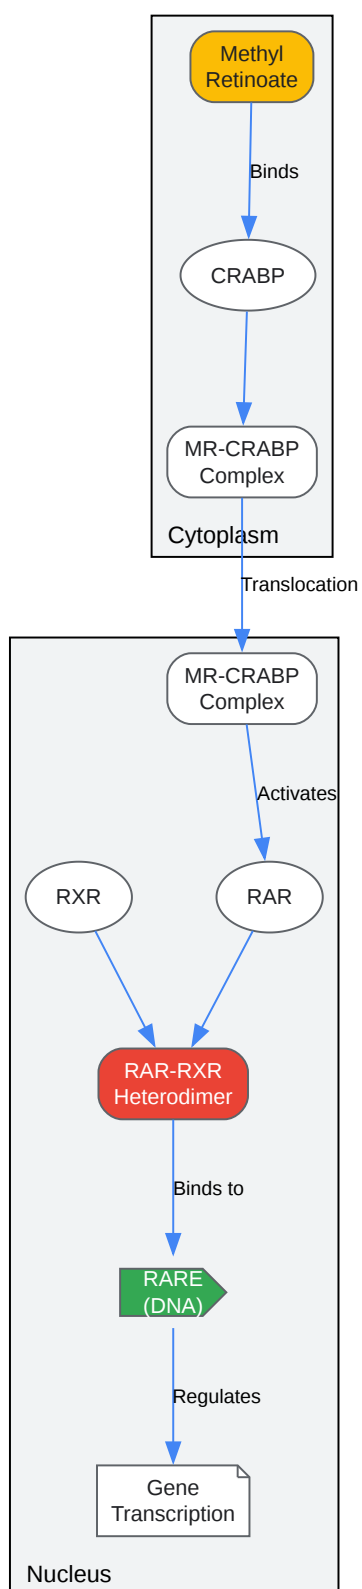 Methyl
Retinoate
Binds
CRABP
MR-CRABP
Complex
Cytoplasm
Translocation
MR-CRABP
Complex
Activates
RXR
RAR
RAR-RXR
Heterodimer
Binds to
RARE
(DNA)
Regulates
Gene
Transcription
Nucleus